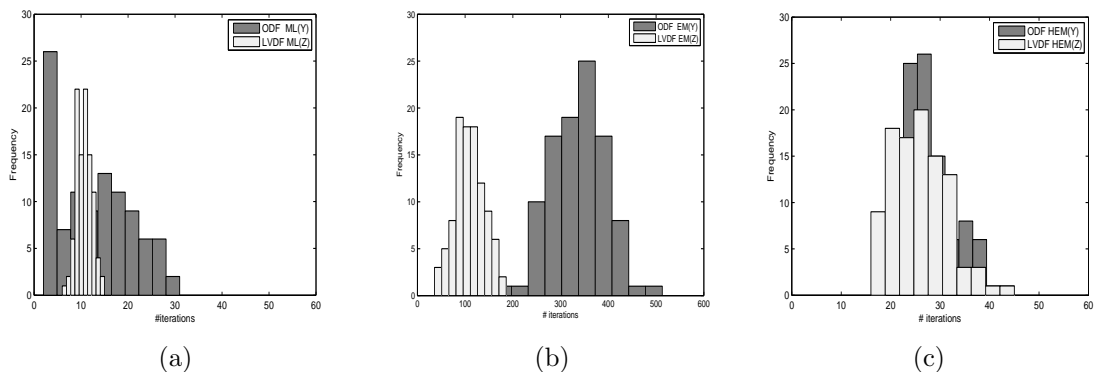 30
25
20
15
10
5
0
Frequency
0 10 20 30 40 50 60
#iterations
ODF ML(Y)
LVDF ML(Z)
(a)
30
25
20
15
10
5
0
Frequency
0 100 200 300 400 500 600
# iterations
ODF EM(Y)
LVDF EM(Z)
(b)
30
25
20
15
10
5
0
Frequency
0 10 20 30 40 50 60
# iterations
ODF HEM(Y)
LVDF HEM(Z)
(c)